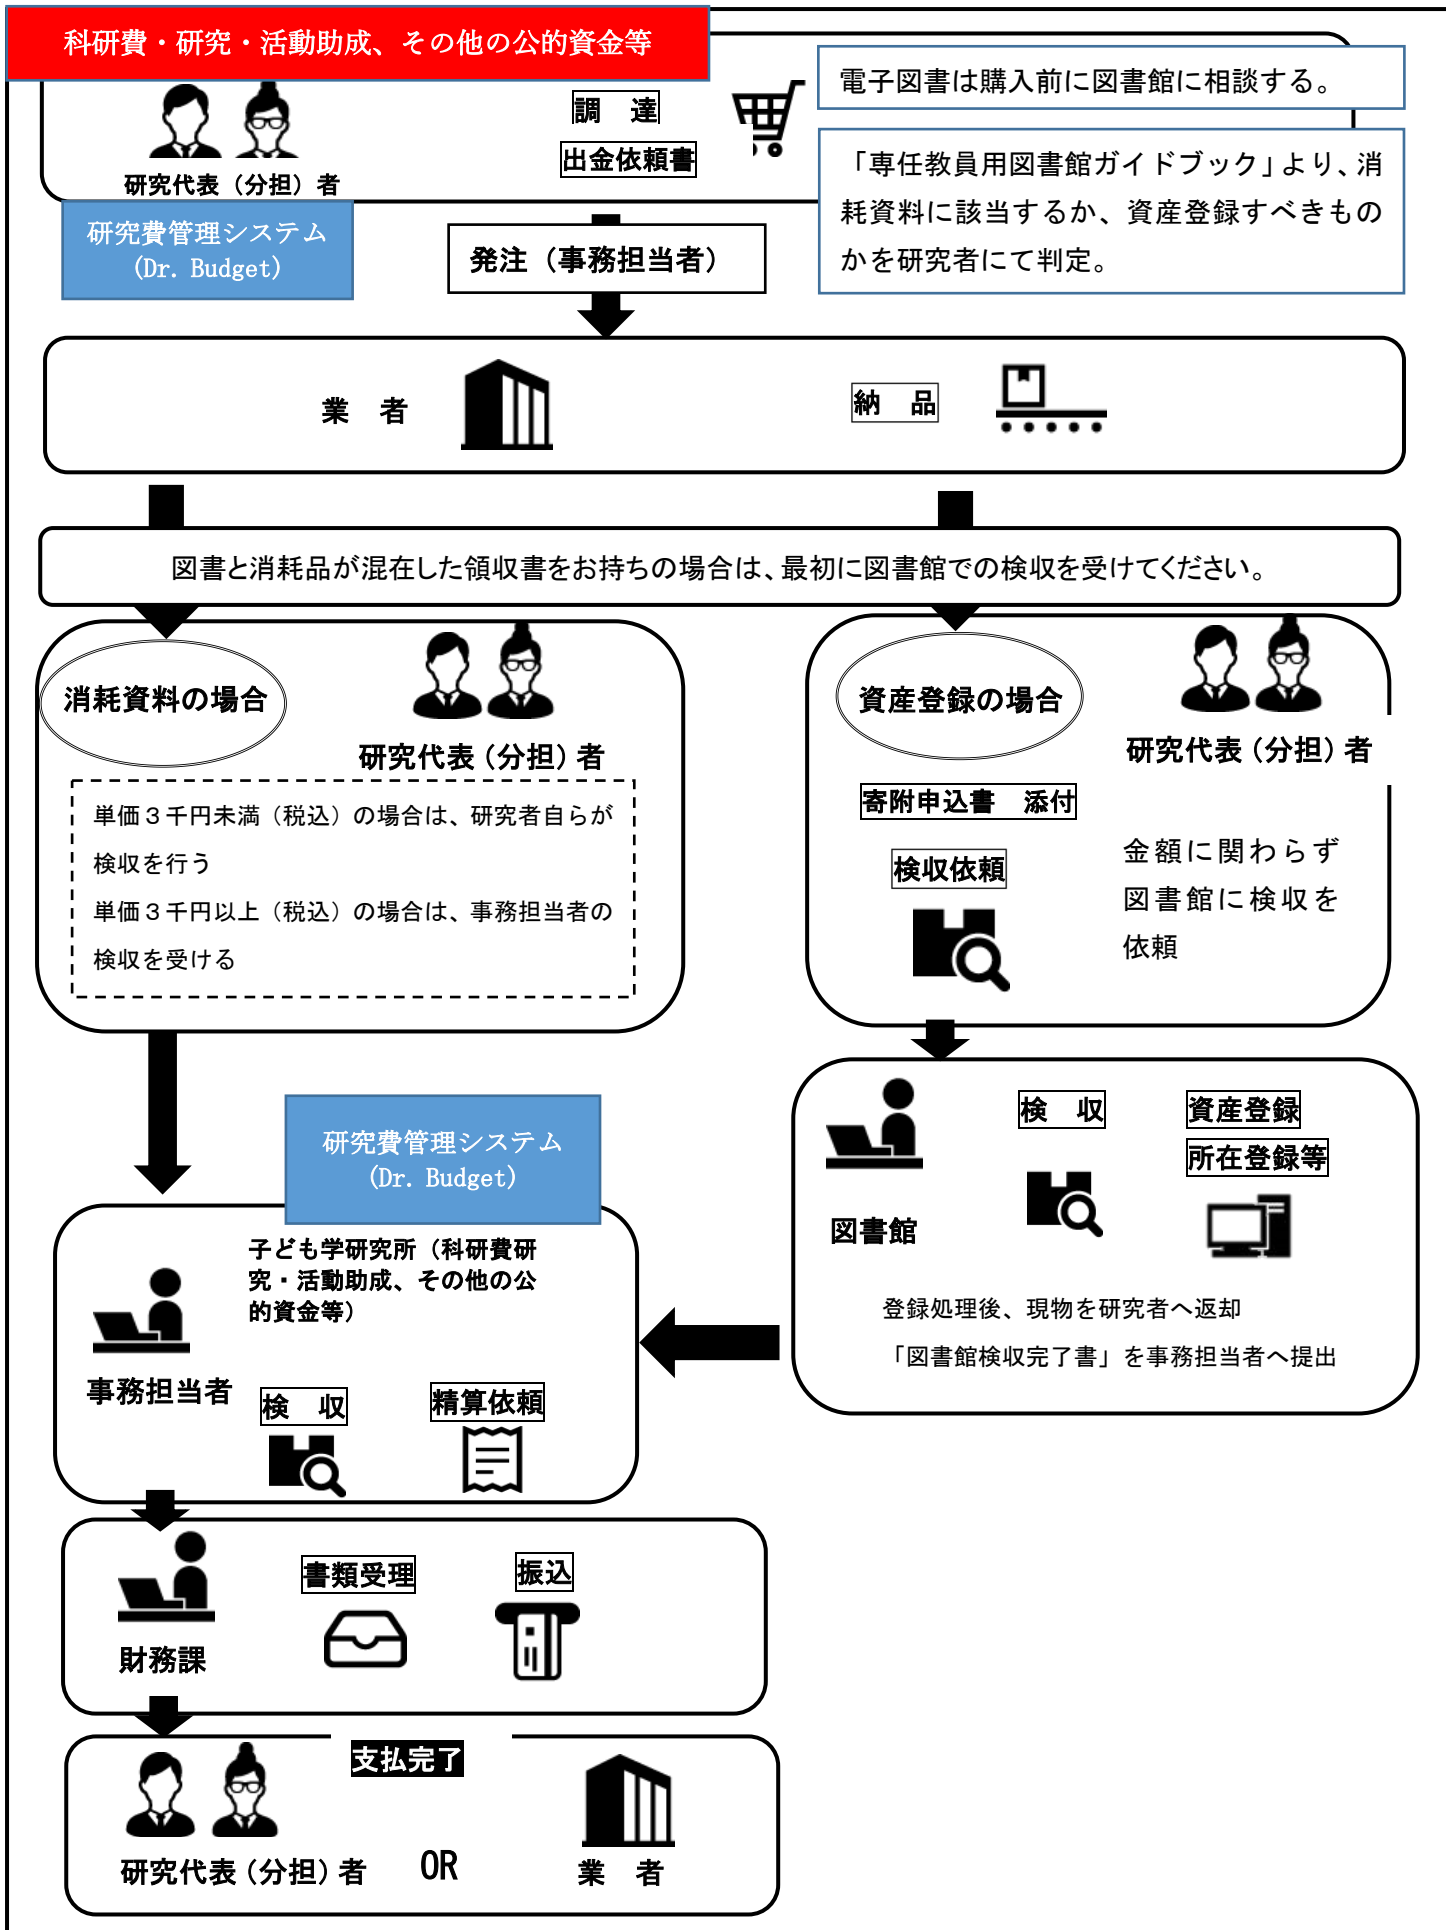 科研費・研究・活動助成、その他の公的資金等
電子図書は購入前に図書館に相談する。
調　達
出金依頼書
研究代表（分担）者
「専任教員用図書館ガイドブック」より、消
耗資料に該当するか、資産登録すべきもの
かを研究者にて判定。
研究費管理システム
(Dr. Budget)
発注（事務担当者）
業　者
納　品
図書と消耗品が混在した領収書をお持ちの場合は、最初に図書館での検収を受けてください。
消耗資料の場合
研究代表（分担）者
単価３千円未満（税込）の場合は、研究者自らが
検収を行う
単価３千円以上（税込）の場合は、事務担当者の
検収を受ける
資産登録の場合
研究代表（分担）者
寄附申込書　添付
検収依頼
金額に関わらず
図書館に検収を
依頼
検　収
資産登録
所在登録等
図書館
登録処理後、現物を研究者へ返却
「図書館検収完了書」を事務担当者へ提出
研究費管理システム
(Dr. Budget)
子ども学研究所（科研費研
究・活動助成、その他の公
的資金等）
事務担当者
検　収
精算依頼
書類受理
振込
財務課
支払完了
研究代表（分担）者
OR
業　者